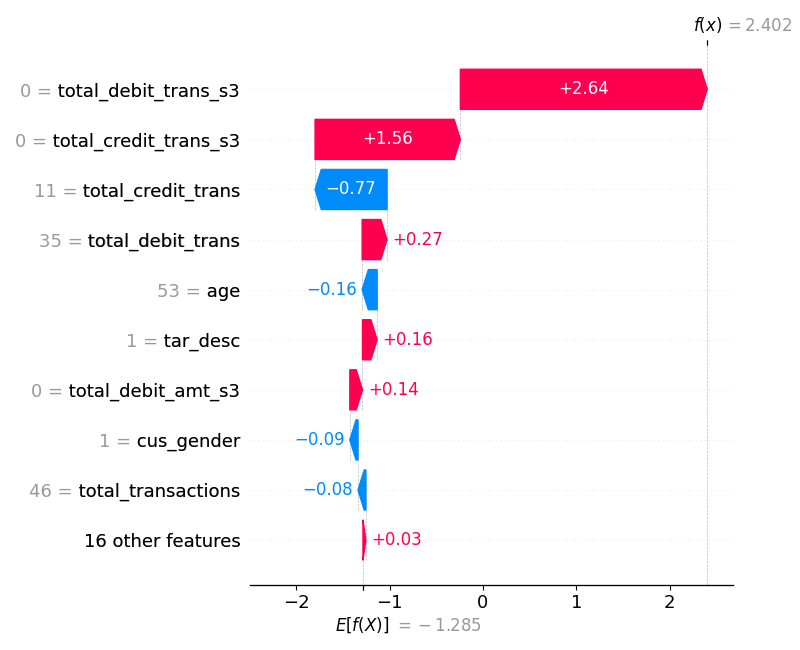 f(x) = 2.402
0 = total_debit_trans_s3 +2.64
0 = total_credit_trans_s3 +1.56
11 = total_credit_trans −0.77
35 = total_debit_trans +0.27
53 = age −0.16
1 = tar_desc +0.16
0 = total_debit_amt_s3 +0.14
1 = cus_gender −0.09
46 = total_transactions −0.08
16 other features +0.03
−2 −1 0 1 2
E[f(X)] = −1.285